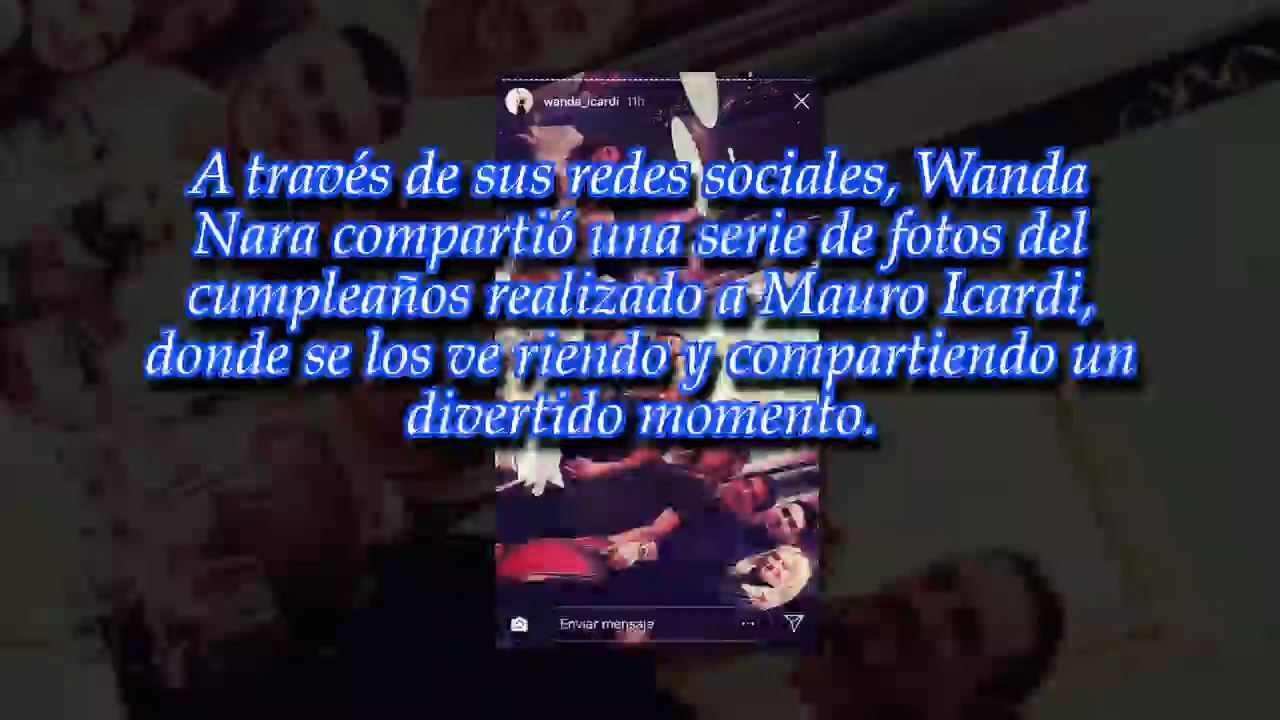 wanda_icardi 11h
A través de sus redes sociales, Wanda
Nara compartió una serie de fotos del
cumpleaños realizado a Mauro Icardi,
donde se los ve riendo y compartiendo un
divertido momento.
Enviar mensaje